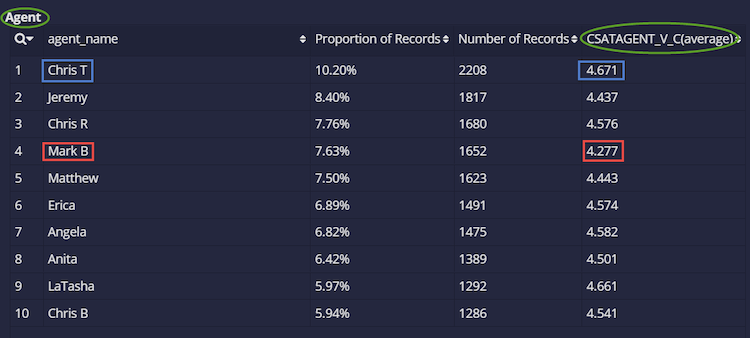 Agent
agent_name Proportion of Records Number of Records CSATAGENT_V_C(average)
1 Chris T 10.20% 2208 4.671
2 Jeremy 8.40% 1817 4.437
3 Chris R 7.76% 1680 4.576
4 Mark B 7.63% 1652 4.277
5 Matthew 7.50% 1623 4.443
6 Erica 6.89% 1491 4.574
7 Angela 6.82% 1475 4.582
8 Anita 6.42% 1389 4.501
9 LaTasha 5.97% 1292 4.661
10 Chris B 5.94% 1286 4.541